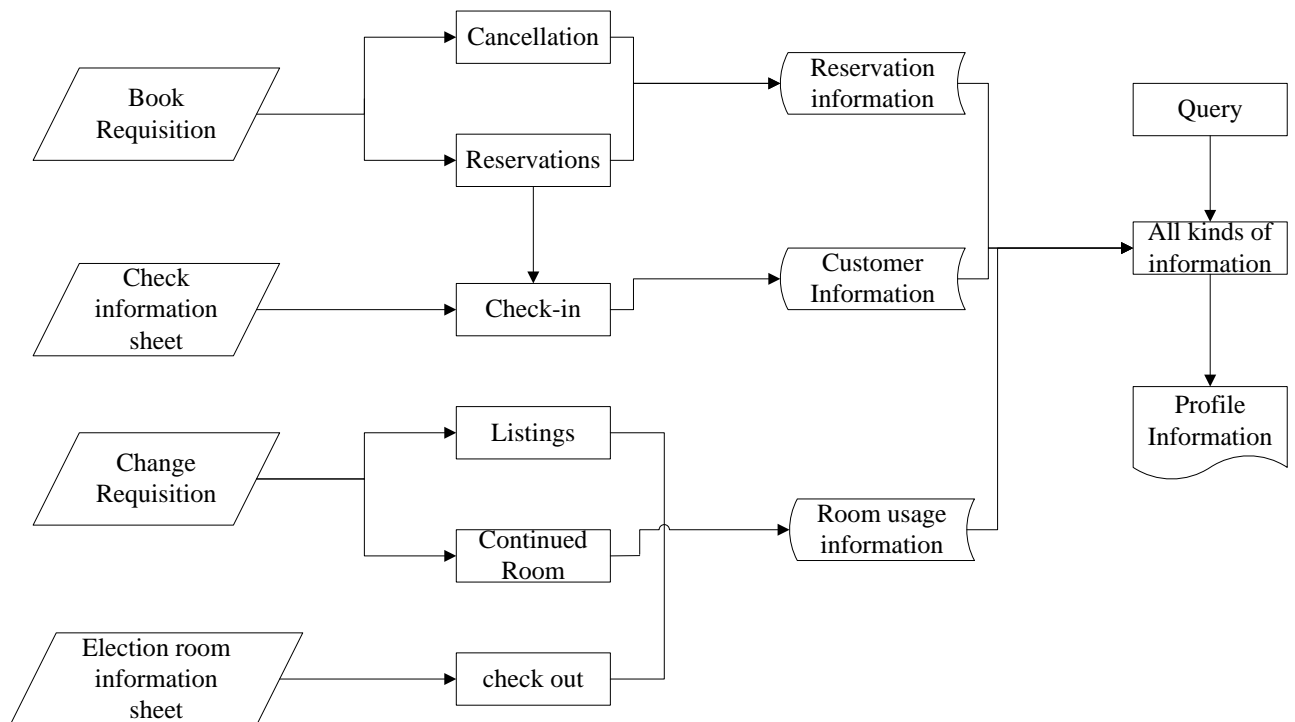 Cancellation
Reservation
information
Book
Requisition
Query
Reservations
All kinds of
information
Check
information
sheet
Customer
Information
Check-in
Profile
Information
Listings
Change
Requisition
Room usage
information
Continued
Room
Election room
information
sheet
check out